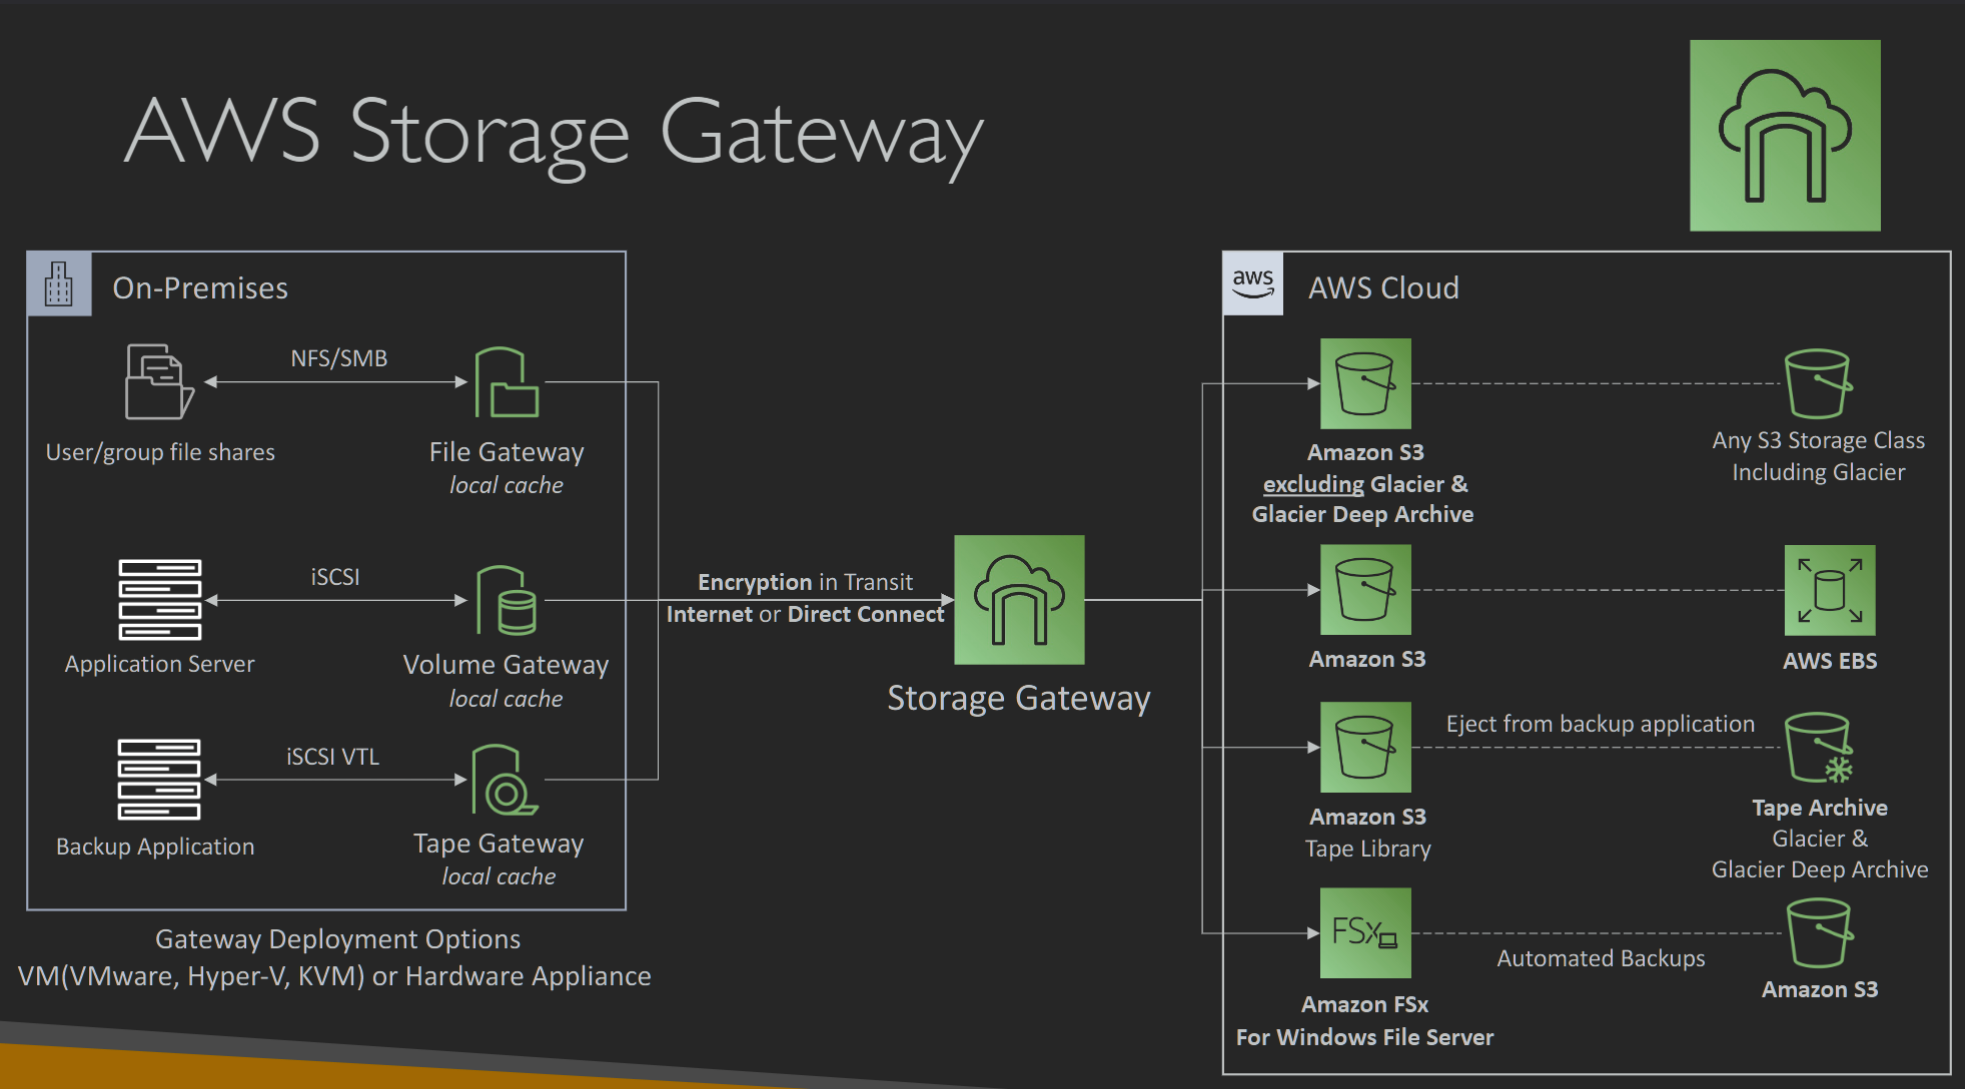 AWS Storage Gateway
On-Premises
NFS/SMB
User/group file shares
File Gateway
local cache
iSCSI
Application Server
Volume Gateway
local cache
iSCSI VTL
Backup Application
Tape Gateway
local cache
Gateway Deployment Options
VM(VMware, Hyper-V, KVM) or Hardware Appliance
Encryption in Transit
Internet or Direct Connect
Storage Gateway
aws
AWS Cloud
Amazon S3
excluding Glacier &
Glacier Deep Archive
Any S3 Storage Class
Including Glacier
Amazon S3
AWS EBS
Amazon S3
Tape Library
Eject from backup application
Tape Archive
Glacier &
Glacier Deep Archive
FSx
Amazon FSx
For Windows File Server
Automated Backups
Amazon S3